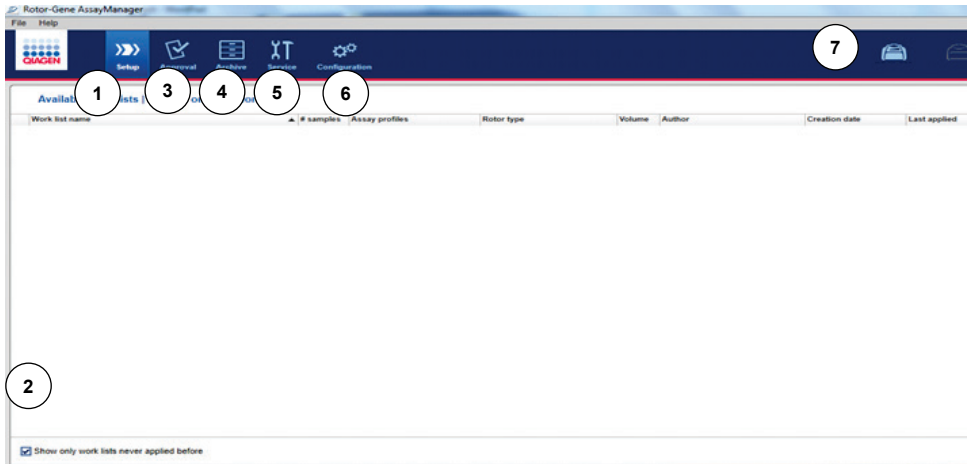 Rotor-Gene AssayManager
File Help
QIAGEN
Setup Approval Archive Service Configuration
7
1 3 4 5 6
Work list name # samples Assay profiles Rotor type Volume Author Creation date Last applied
2
Show only work lists never applied before